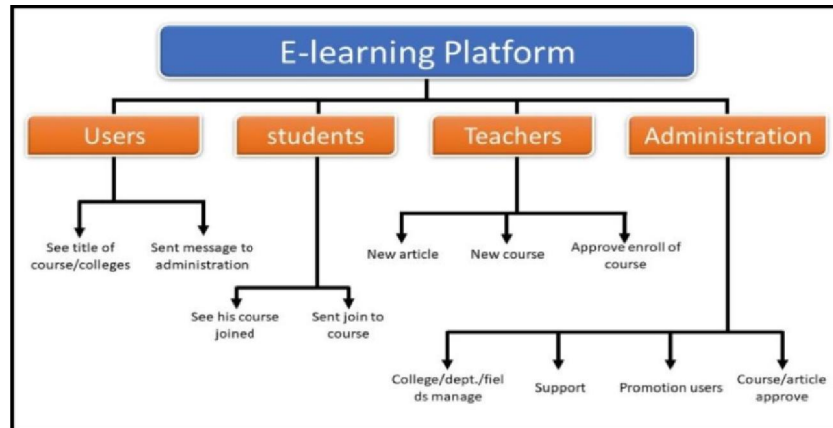 E-learning Platform
Users
students
Teachers
Administration
See title of
course/colleges
Sent message to
administration
New article
New course
Approve enroll of
course
See his course
joined
Sent join to
course
College/dept./fiel
ds manage
Support
Promotion users
Course/article
approve